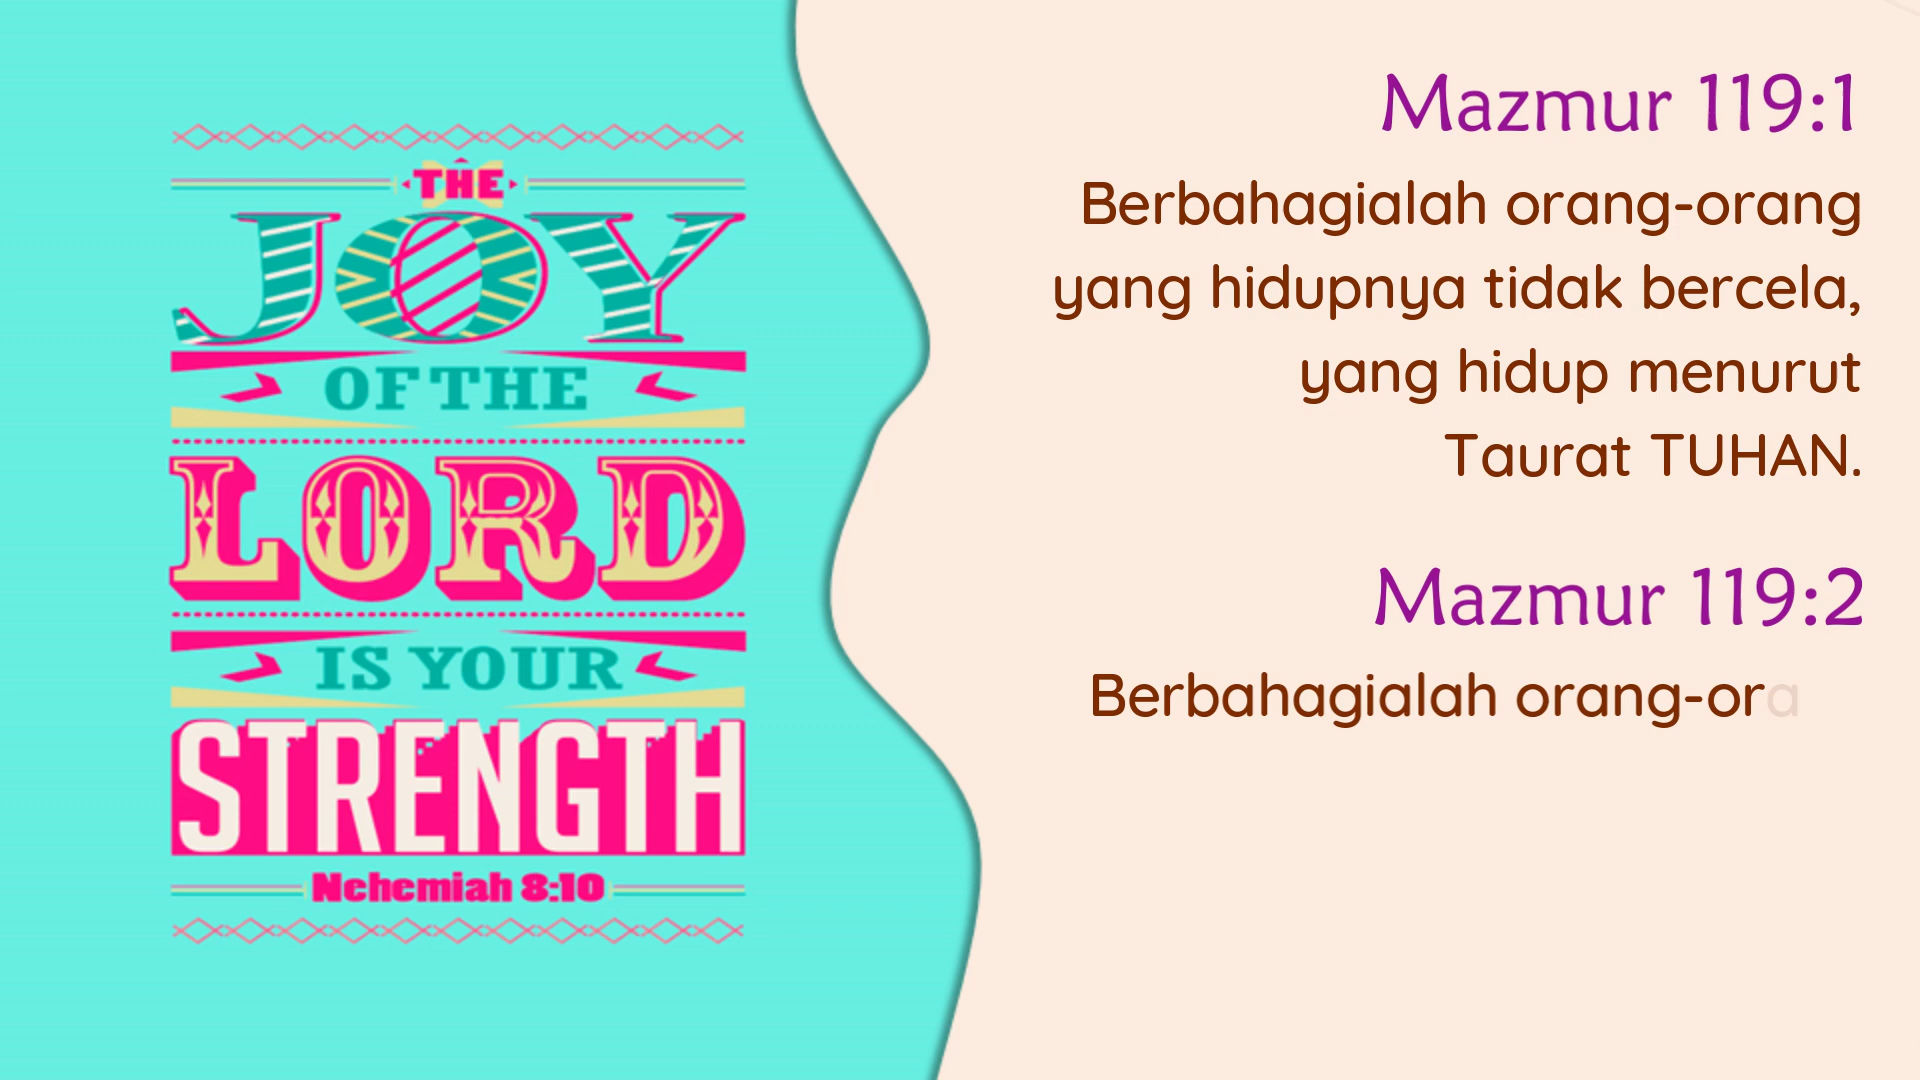 THE
JOY
OF THE
LORD
IS YOUR
STRENGTH
Nehemiah 8:10
Mazmur 119:1
Berbahagialah orang-orang
yang hidupnya tidak bercela,
yang hidup menurut
Taurat TUHAN.
Mazmur 119:2
Berbahagialah orang-ora